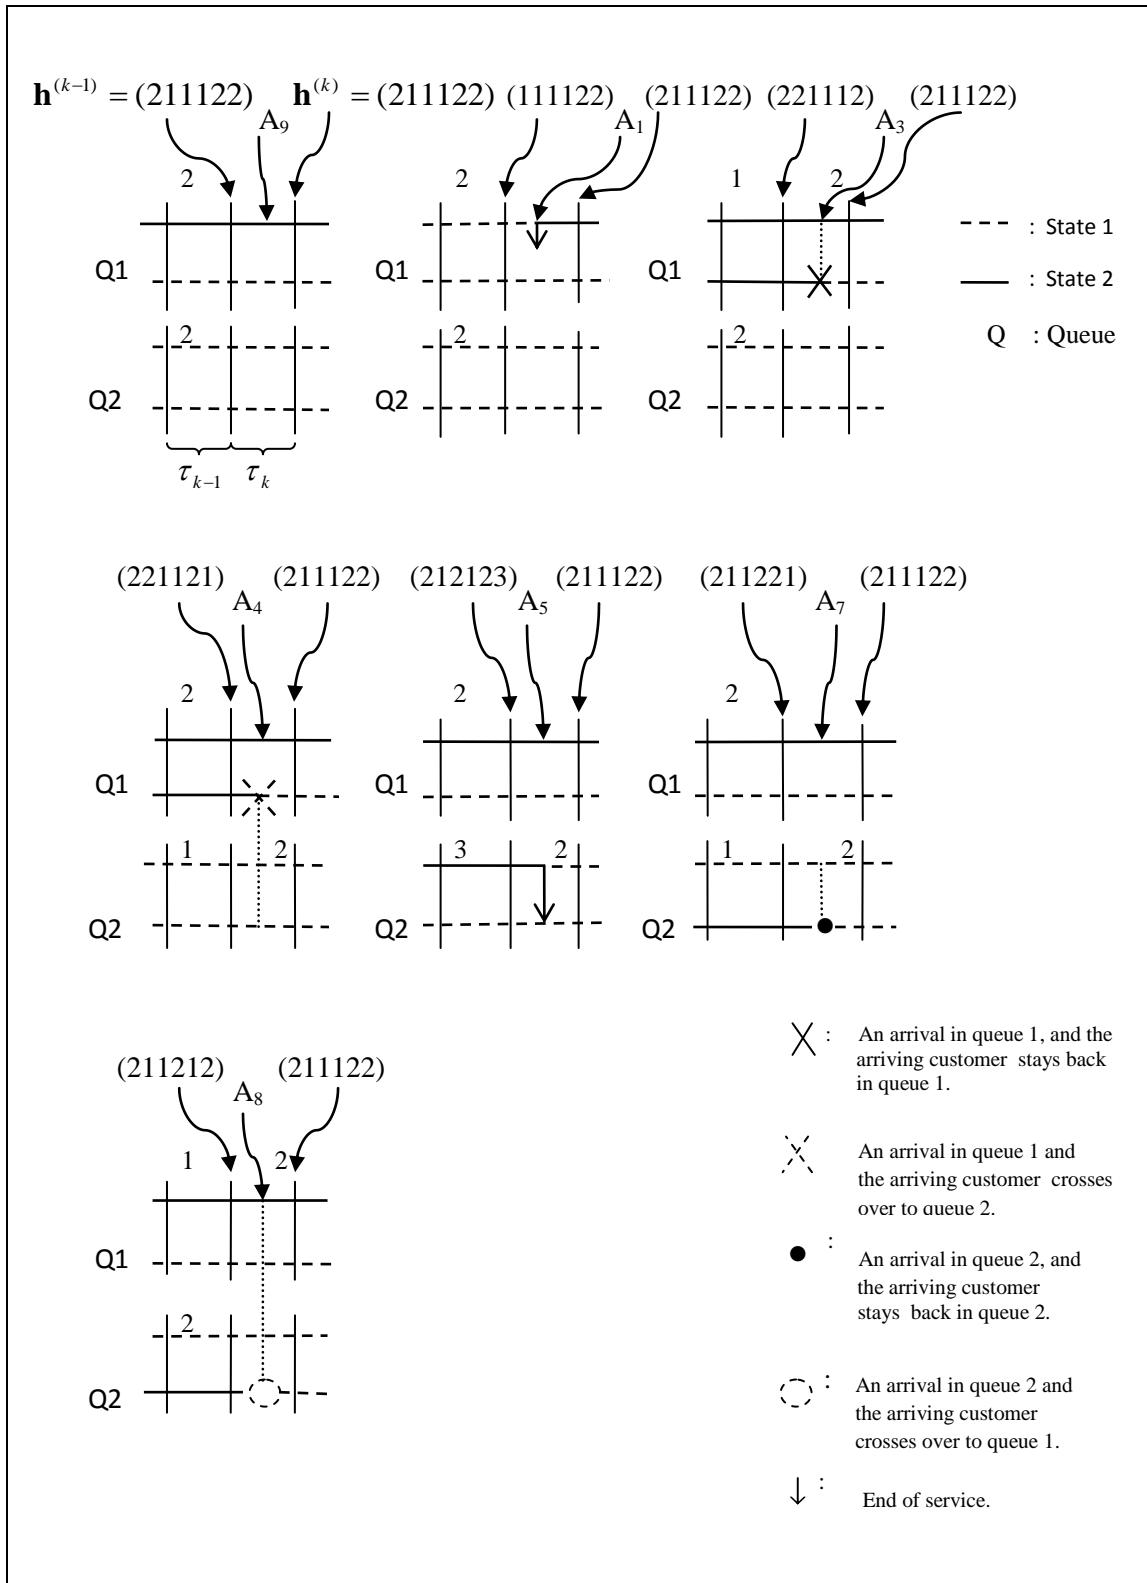 h^(k−1) = (211122) h^(k) = (211122) (111122) (211122) (221112) (211122)
A9 A1 A3
2 2 1 2
- - - - : State 1
Q1 Q1 Q1
—— : State 2
2 2 2
Q : Queue
Q2 Q2 Q2
τk−1 τk
(221121) (211122) (212123) (211122) (211221) (211122)
A4 A5 A7
2 2 2
Q1 Q1 Q1
1 2 3 2 1 2
Q2 Q2 Q2
(211212) (211122)
A8
1 2
Q1
2
Q2
: An arrival in queue 1, and the
arriving customer stays back
in queue 1.
An arrival in queue 1 and
the arriving customer crosses
over to queue 2.
:
An arrival in queue 2, and
the arriving customer
stays back in queue 2.
: An arrival in queue 2 and
the arriving customer
crosses over to queue 1.
:
End of service.